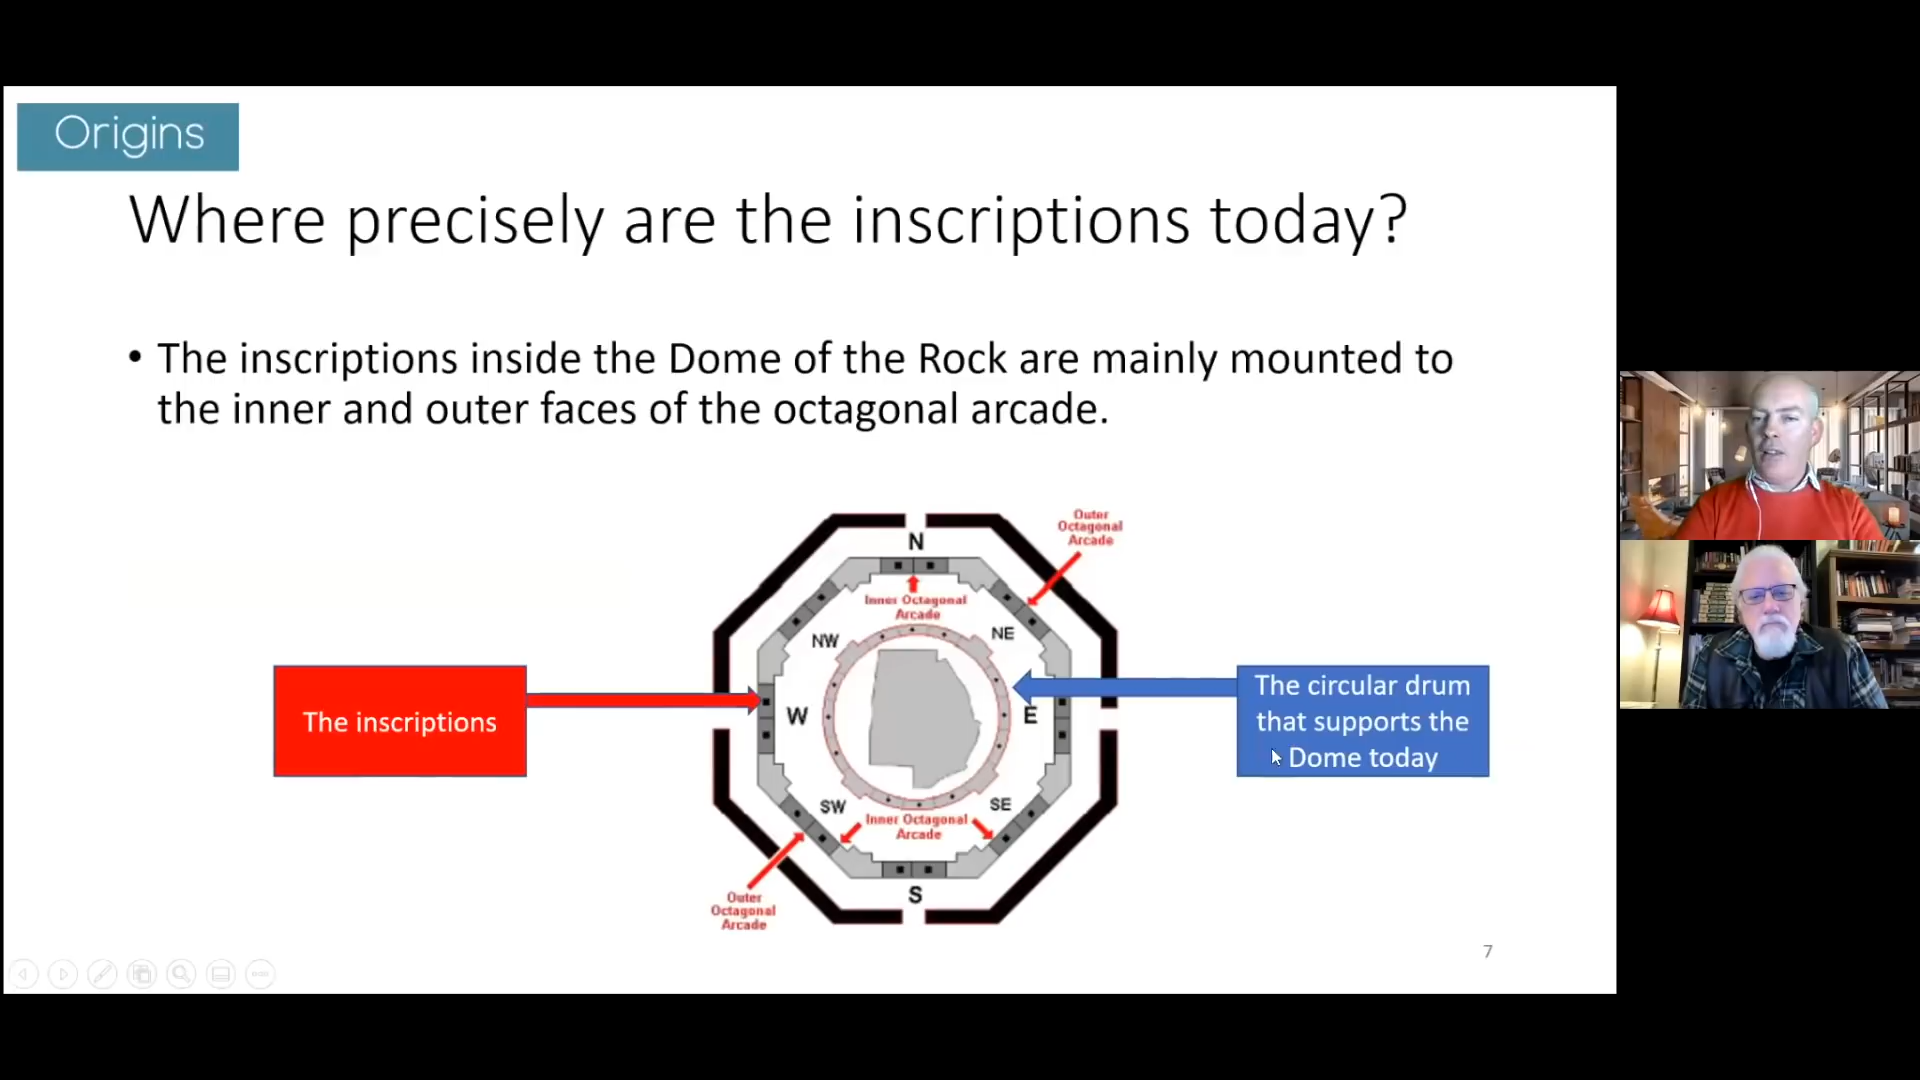 Origins
Where precisely are the inscriptions today?
• The inscriptions inside the Dome of the Rock are mainly mounted to
the inner and outer faces of the octagonal arcade.
Outer
Octagonal
Arcade
N
Inner Octagonal
Arcade
NW
NE
The inscriptions
W
E
The circular drum
that supports the
Dome today
SW
SE
Inner Octagonal
Arcade
S
Outer
Octagonal
Arcade
7